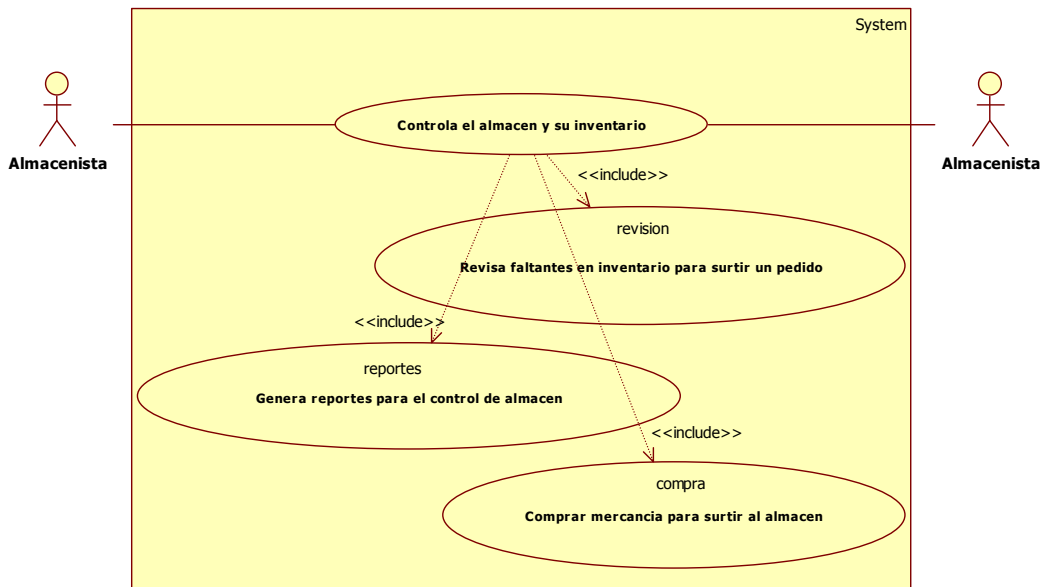 System
Controla el almacen y su inventario
Almacenista
Almacenista
<<include>>
revision
Revisa faltantes en inventario para surtir un pedido
<<include>>
reportes
Genera reportes para el control de almacen
<<include>>
compra
Comprar mercancia para surtir al almacen